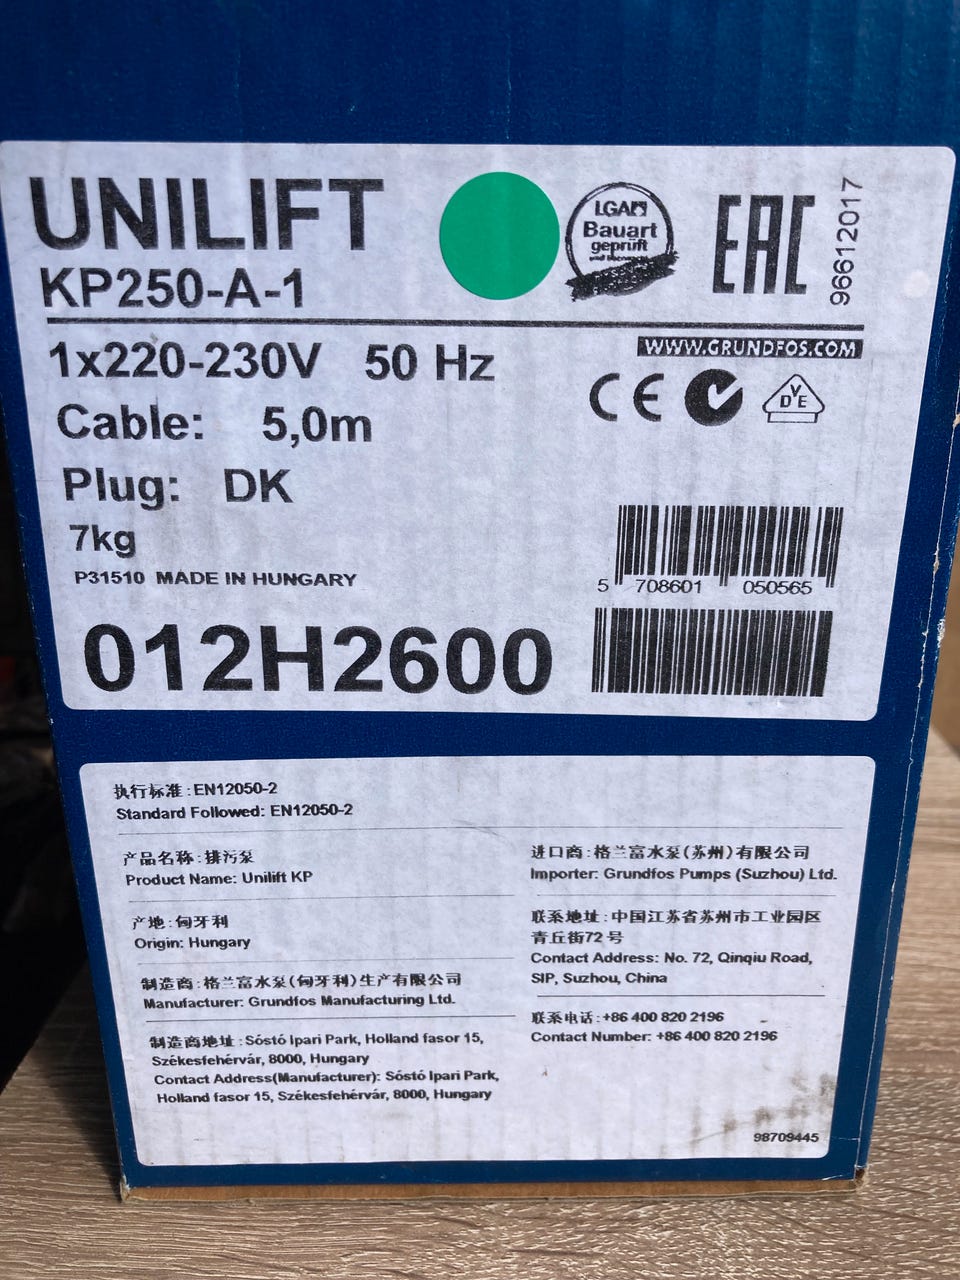 UNILIFT
KP250-A-1
LGA
Bauart
geprüft
EAC
96612017
WWW.GRUNDFOS.COM
1x220-230V 50 Hz
CE
VDE
Cable: 5,0m
Plug: DK
7kg
P31510 MADE IN HUNGARY
5 708601 050565
012H2600
执行标准:EN12050-2
Standard Followed: EN12050-2
产品名称:排污泵
Product Name: Unilift KP
产地:匈牙利
Origin: Hungary
制造商:格兰富水泵(匈牙利)生产有限公司
Manufacturer: Grundfos Manufacturing Ltd.
制造商地址:Sóstó Ipari Park, Holland fasor 15,
Székesfehérvár, 8000, Hungary
Contact Address(Manufacturer): Sóstó Ipari Park,
Holland fasor 15, Székesfehérvár, 8000, Hungary
进口商:格兰富水泵(苏州)有限公司
Importer: Grundfos Pumps (Suzhou) Ltd.
联系地址:中国江苏省苏州市工业园区
青丘街72号
Contact Address: No. 72, Qinqiu Road,
SIP, Suzhou, China
联系电话:+86 400 820 2196
Contact Number: +86 400 820 2196
98709445